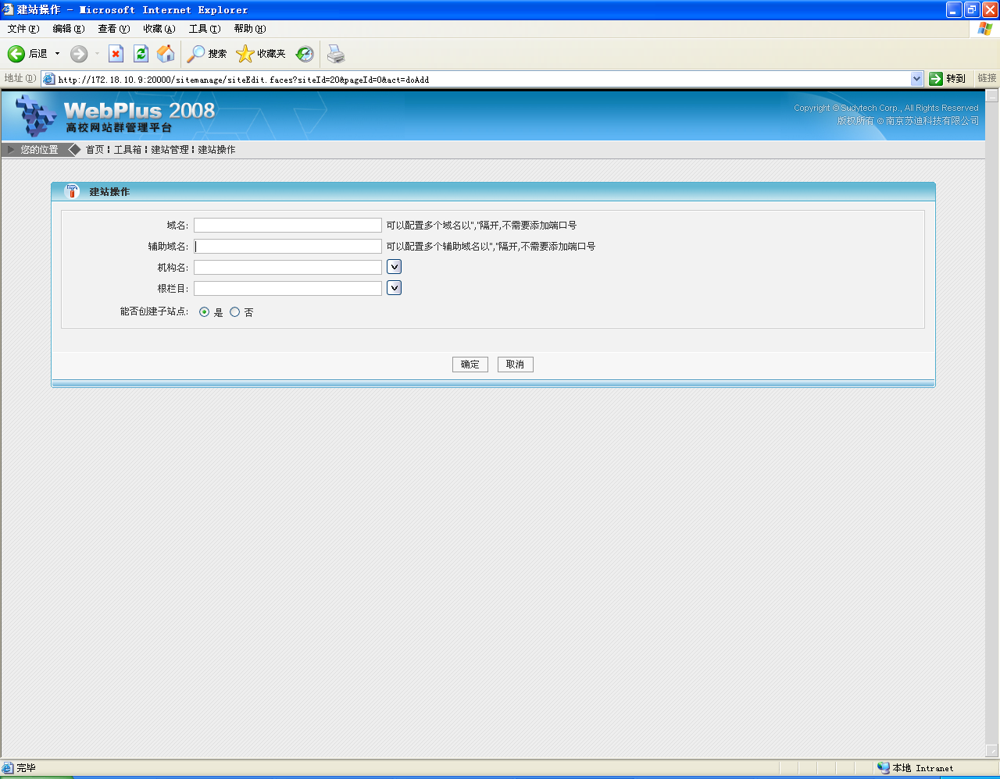 建站操作 - Microsoft Internet Explorer
文件(F) 编辑(E) 查看(V) 收藏(A) 工具(T) 帮助(H)
后退 搜索 收藏夹
地址(D) http://172.18.10.9:20000/sitemanage/siteEdit.faces?siteId=20&pageId=0&act=doAdd 转到 链接
WebPlus 2008
高校网站群管理平台
Copyright © Sudytech Corp., All Rights Reserved
版权所有 © 南京苏迪科技有限公司
您的位置 首页 工具箱 建站管理 建站操作
建站操作
域名: 可以配置多个域名以","隔开,不需要添加端口号
辅助域名: 可以配置多个辅助域名以","隔开,不需要添加端口号
机构名:
根栏目:
能否创建子站点: 是 否
确定 取消
完毕 本地 Intranet